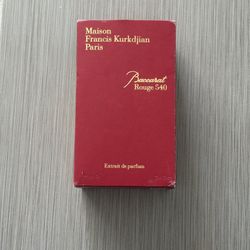 Maison
Francis Kurkdjian
Paris
Baccarat
Rouge 540
Extrait de parfum